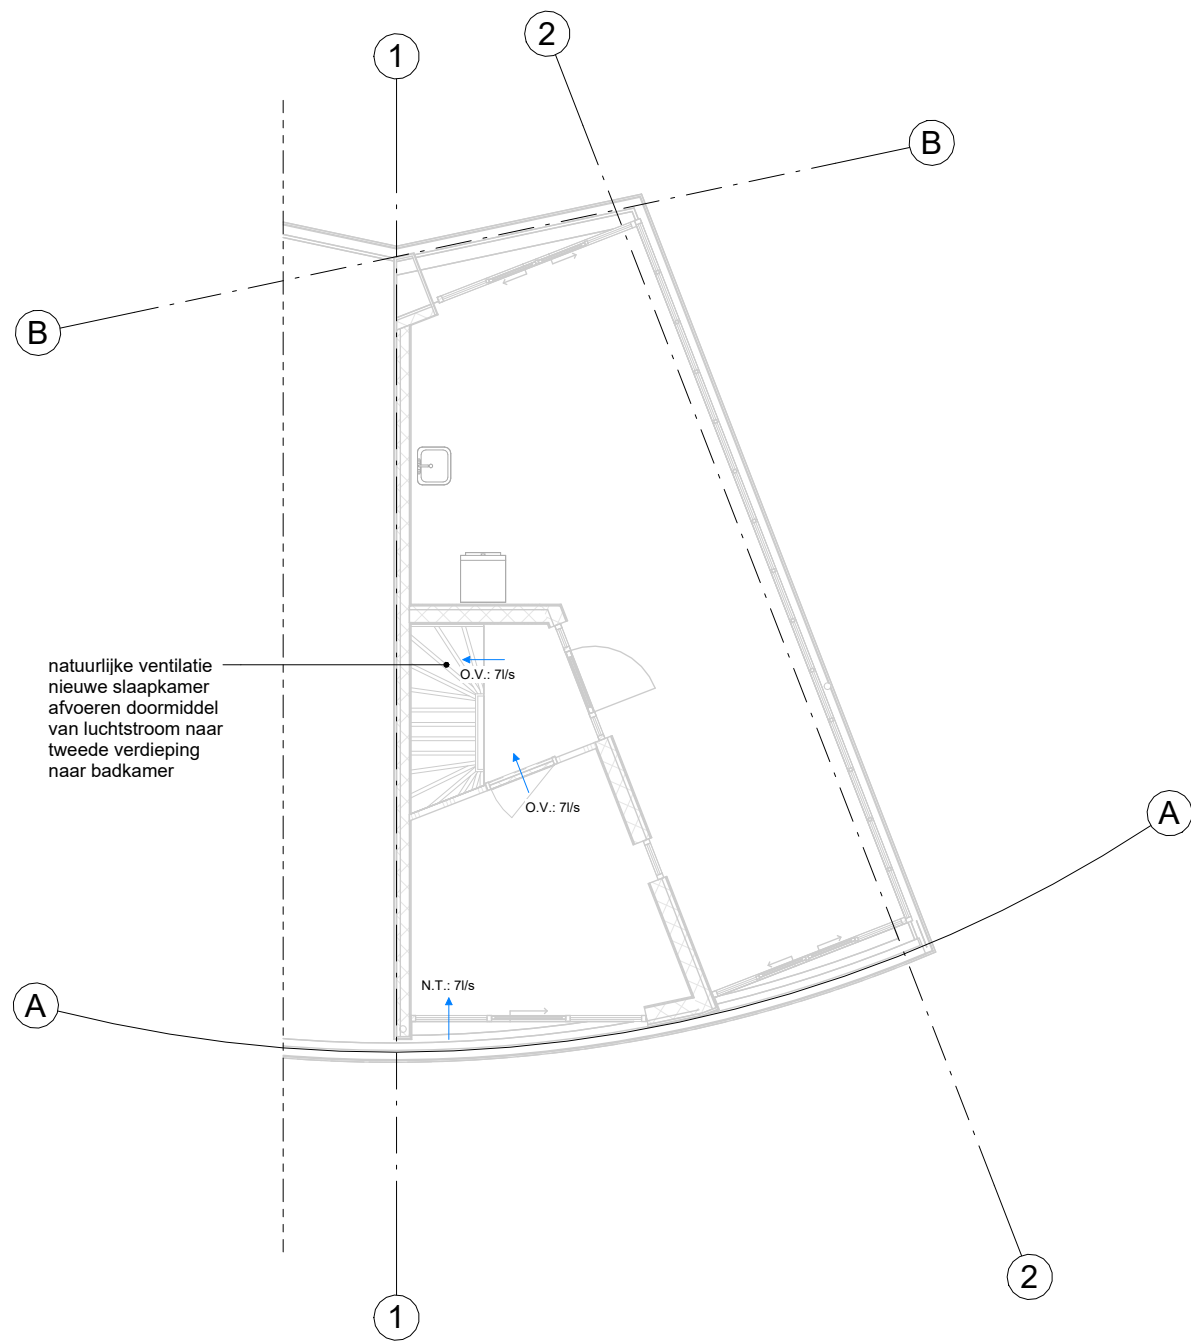 2
1
B
B
natuurlijke ventilatie
nieuwe slaapkamer
afvoeren doormiddel
van luchtstroom naar
tweede verdieping
naar badkamer
O.V.: 7l/s
O.V.: 7l/s
A
N.T.: 7l/s
A
2
1